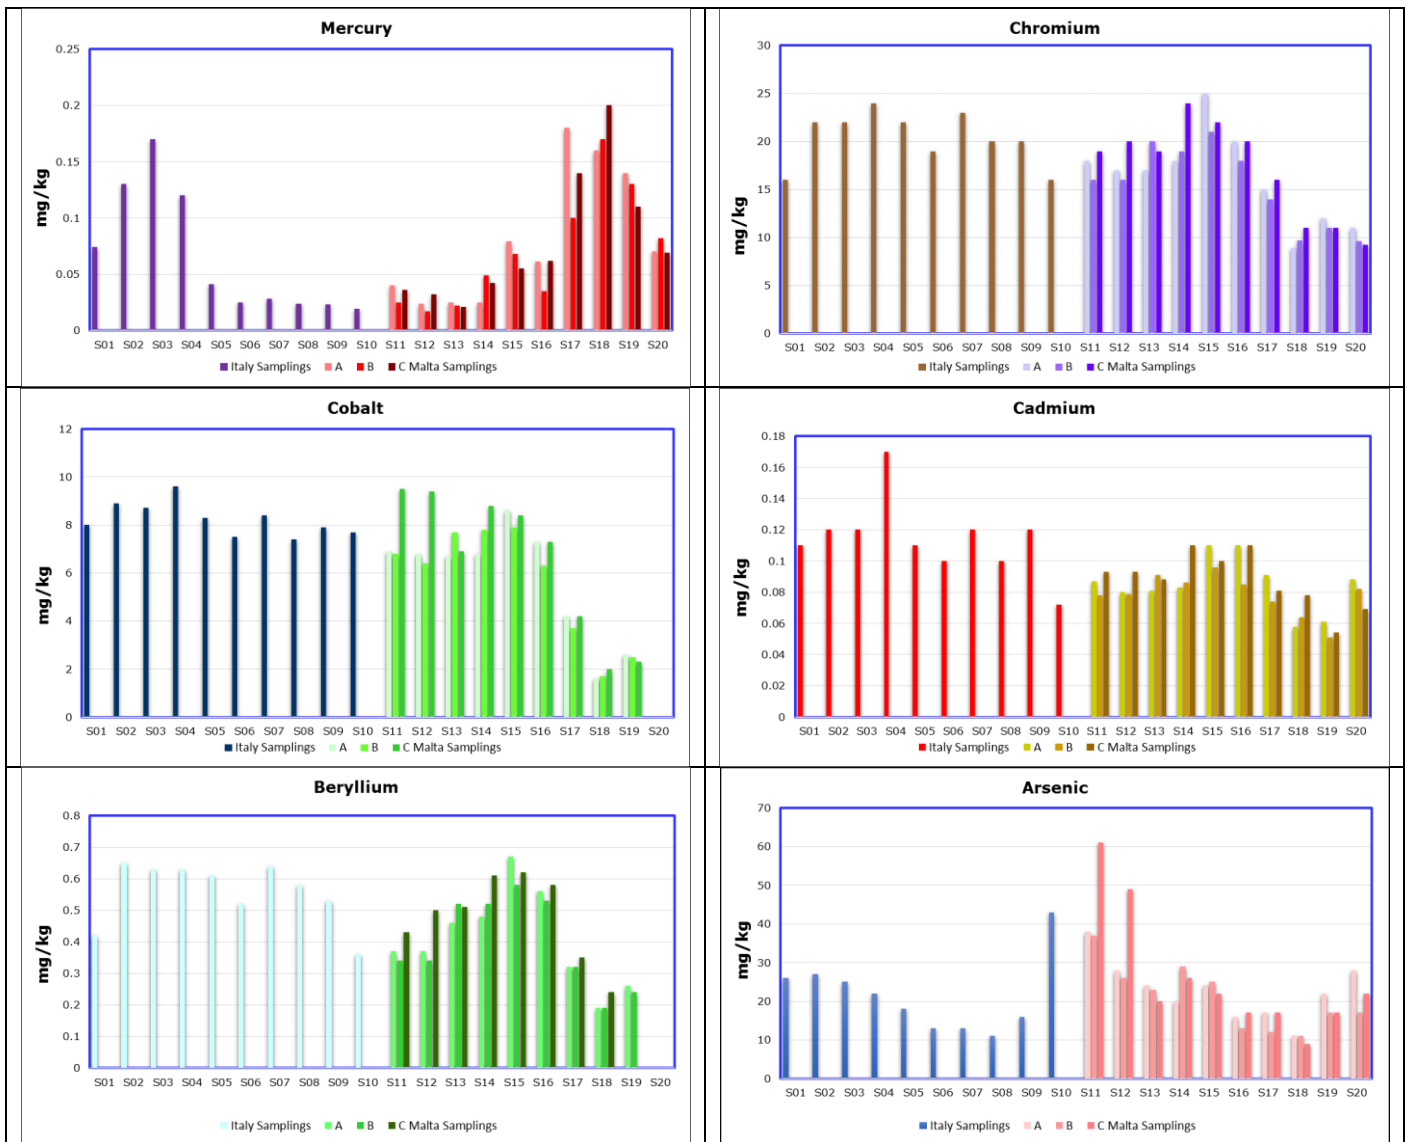 Mercury
0.25
0.2
0.15
0.1
0.05
0
mg/kg
S01 S02 S03 S04 S05 S06 S07 S08 S09 S10 S11 S12 S13 S14 S15 S16 S17 S18 S19 S20
Italy Samplings A B C Malta Samplings
Chromium
30
25
20
15
10
5
0
mg/kg
S01 S02 S03 S04 S05 S06 S07 S08 S09 S10 S11 S12 S13 S14 S15 S16 S17 S18 S19 S20
Italy Samplings A B C Malta Samplings
Cobalt
12
10
8
6
4
2
0
mg/kg
S01 S02 S03 S04 S05 S06 S07 S08 S09 S10 S11 S12 S13 S14 S15 S16 S17 S18 S19 S20
Italy Samplings A B C Malta Samplings
Cadmium
0.18
0.16
0.14
0.12
0.1
0.08
0.06
0.04
0.02
0
mg/kg
S01 S02 S03 S04 S05 S06 S07 S08 S09 S10 S11 S12 S13 S14 S15 S16 S17 S18 S19 S20
Italy Samplings A B C Malta Samplings
Beryllium
0.8
0.7
0.6
0.5
0.4
0.3
0.2
0.1
0
mg/kg
S01 S02 S03 S04 S05 S06 S07 S08 S09 S10 S11 S12 S13 S14 S15 S16 S17 S18 S19 S20
Italy Samplings A B C Malta Samplings
Arsenic
70
60
50
40
30
20
10
0
mg/kg
S01 S02 S03 S04 S05 S06 S07 S08 S09 S10 S11 S12 S13 S14 S15 S16 S17 S18 S19 S20
Italy Samplings A B C Malta Samplings